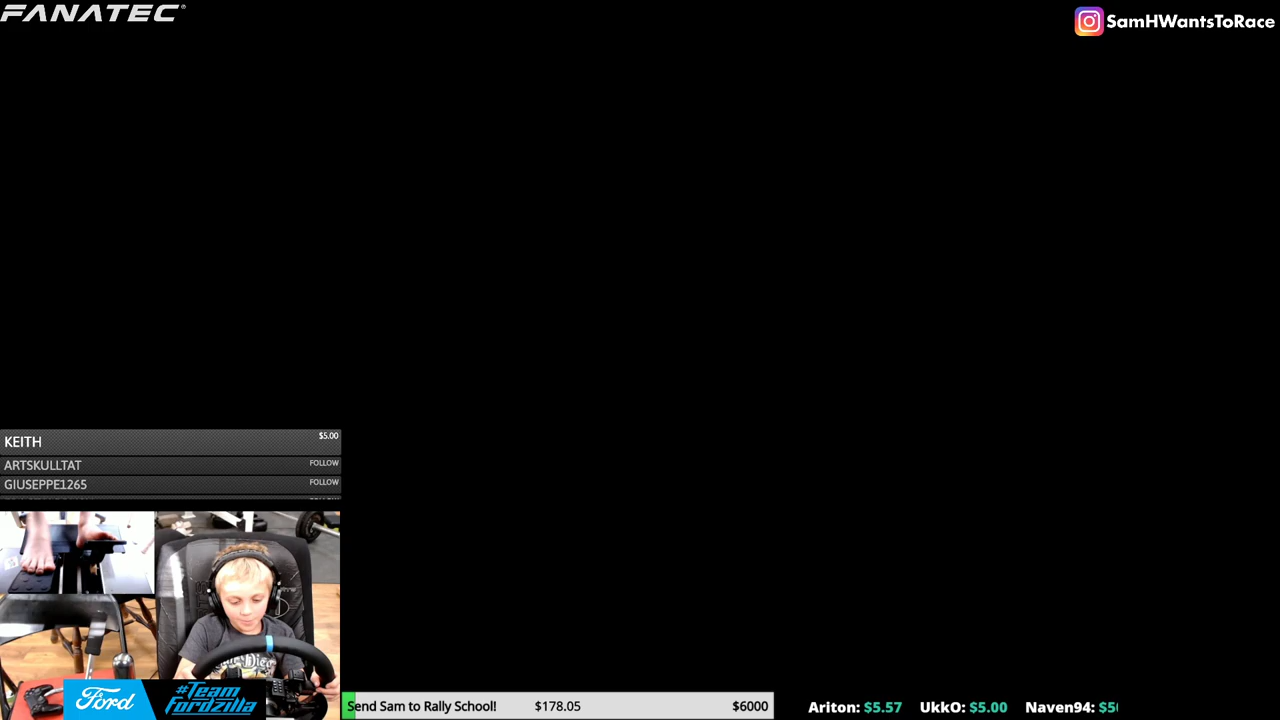 FANATEC
SamHWantsToRace
KEITH $5.00
ARTSKULLTAT FOLLOW
GIUSEPPE1265 FOLLOW
Ford
#Team
Fordzilla
Send Sam to Rally School! $178.05 $6000
Ariton: $5.57 UkkO: $5.00 Naven94: